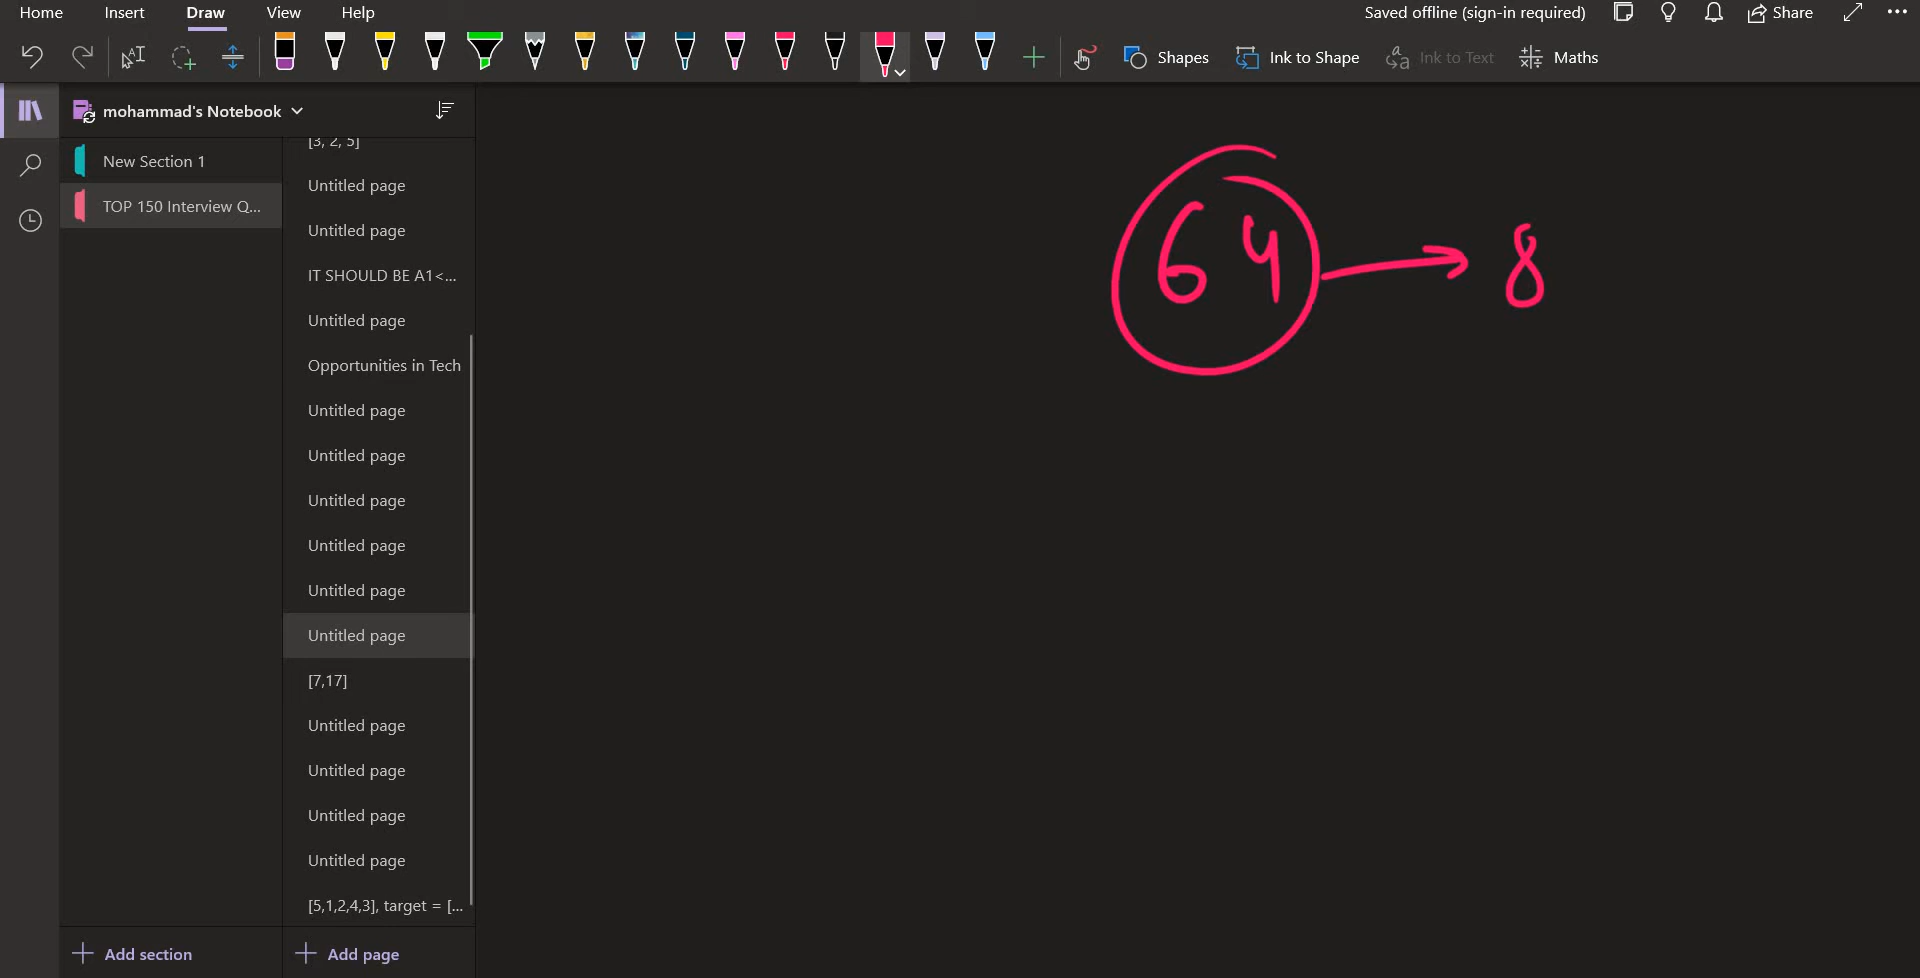 Home Insert Draw View Help Saved offline (sign-in required) Share
Shapes Ink to Shape Ink to Text Maths
mohammad's Notebook
New Section 1
TOP 150 Interview Q...
[3, 2, 5]
Untitled page
Untitled page
IT SHOULD BE A1<...
Untitled page
Opportunities in Tech
Untitled page
Untitled page
Untitled page
Untitled page
Untitled page
Untitled page
[7,17]
Untitled page
Untitled page
Untitled page
Untitled page
[5,1,2,4,3], target = [...
Add section
Add page
64 → 8